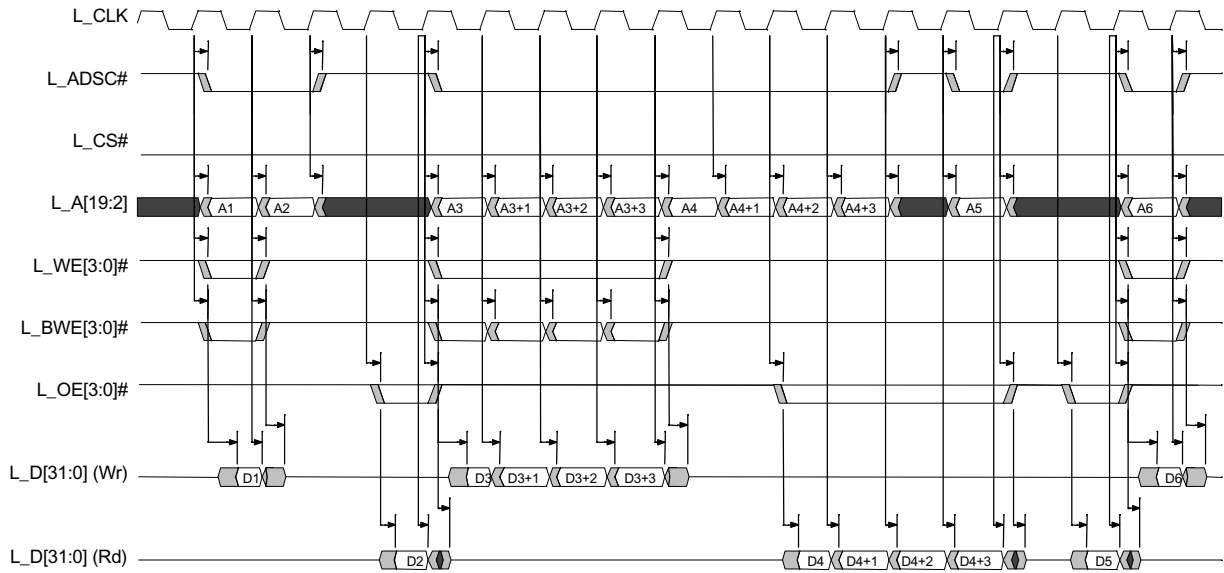 L_CLK
L_ADSC#
L_CS#
L_A[19:2] A1 A2 A3 A3+1 A3+2 A3+3 A4 A4+1 A4+2 A4+3 A5 A6
L_WE[3:0]#
L_BWE[3:0]#
L_OE[3:0]#
L_D[31:0] (Wr) D1 D3 D3+1 D3+2 D3+3 D6
L_D[31:0] (Rd) D2 D4 D4+1 D4+2 D4+3 D5